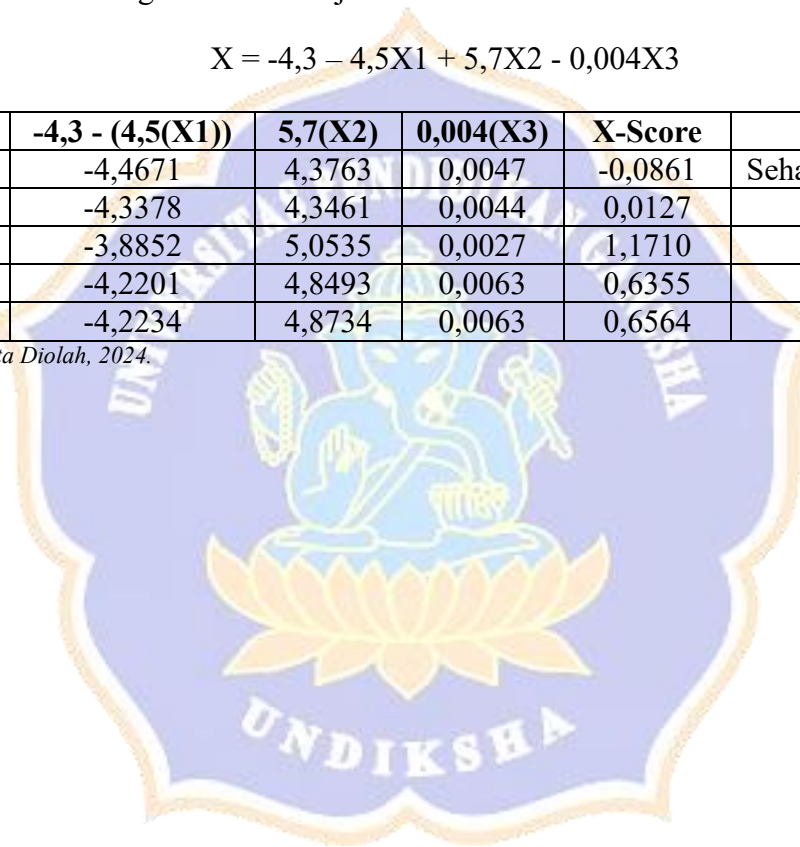 X = -4,3 – 4,5X1 + 5,7X2 - 0,004X3
-4,3 - (4,5(X1)) 5,7(X2) 0,004(X3) X-Score
-4,4671 4,3763 0,0047 -0,0861
-4,3378 4,3461 0,0044 0,0127
-3,8852 5,0535 0,0027 1,1710
-4,2201 4,8493 0,0063 0,6355
-4,2234 4,8734 0,0063 0,6564
Diolah, 2024.
UNIVERSITAS PENDIDIKAN GANESHA
UNDIKSHA